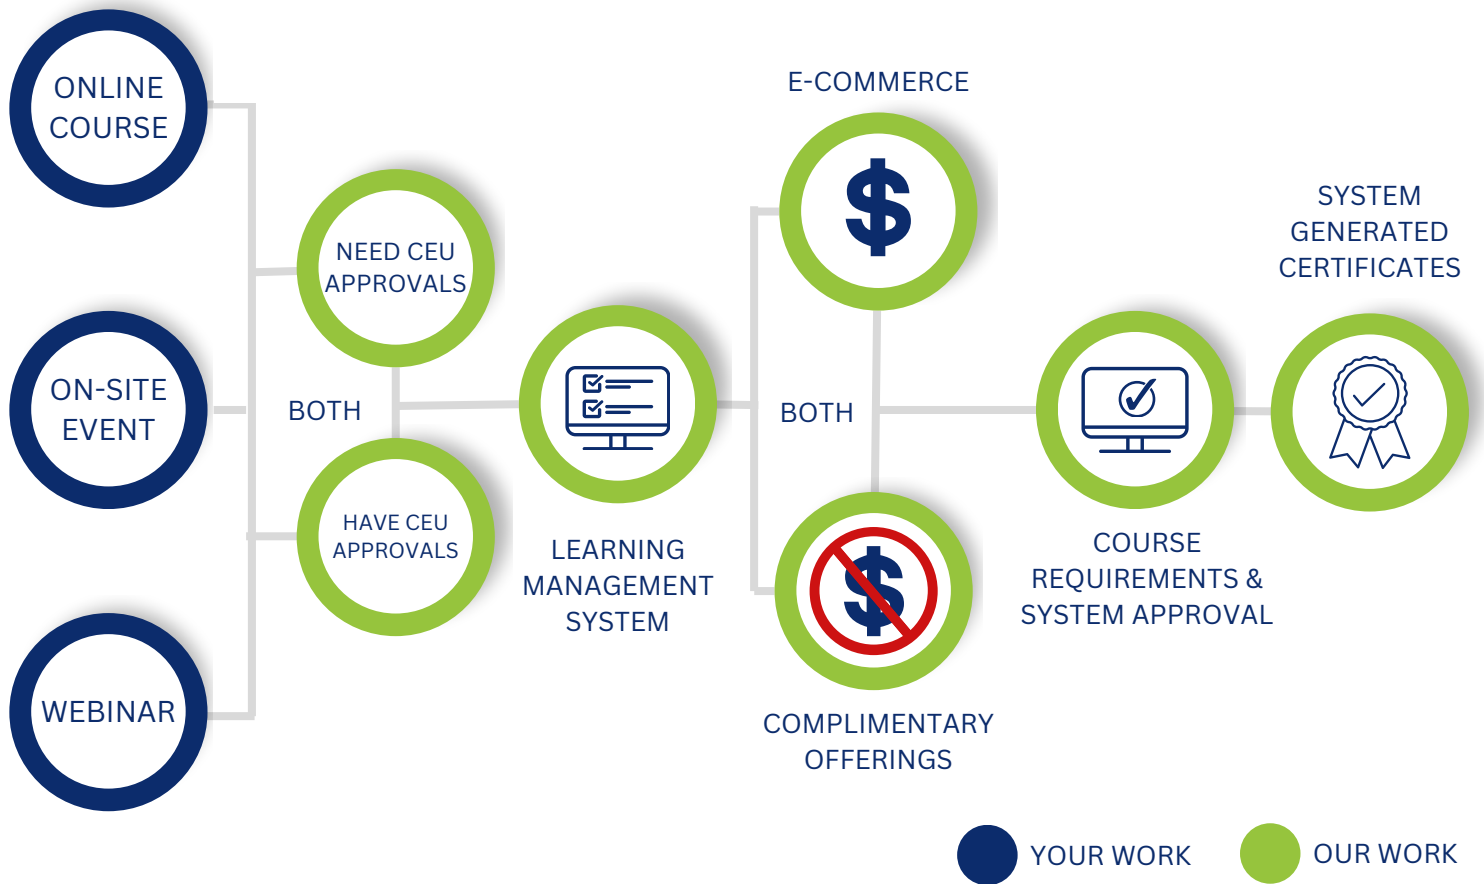 ONLINE
COURSE
ON-SITE
EVENT
WEBINAR
NEED CEU
APPROVALS
BOTH
HAVE CEU
APPROVALS
LEARNING
MANAGEMENT
SYSTEM
E-COMMERCE
$
BOTH
$
COMPLIMENTARY
OFFERINGS
COURSE
REQUIREMENTS &
SYSTEM APPROVAL
SYSTEM
GENERATED
CERTIFICATES
YOUR WORK
OUR WORK